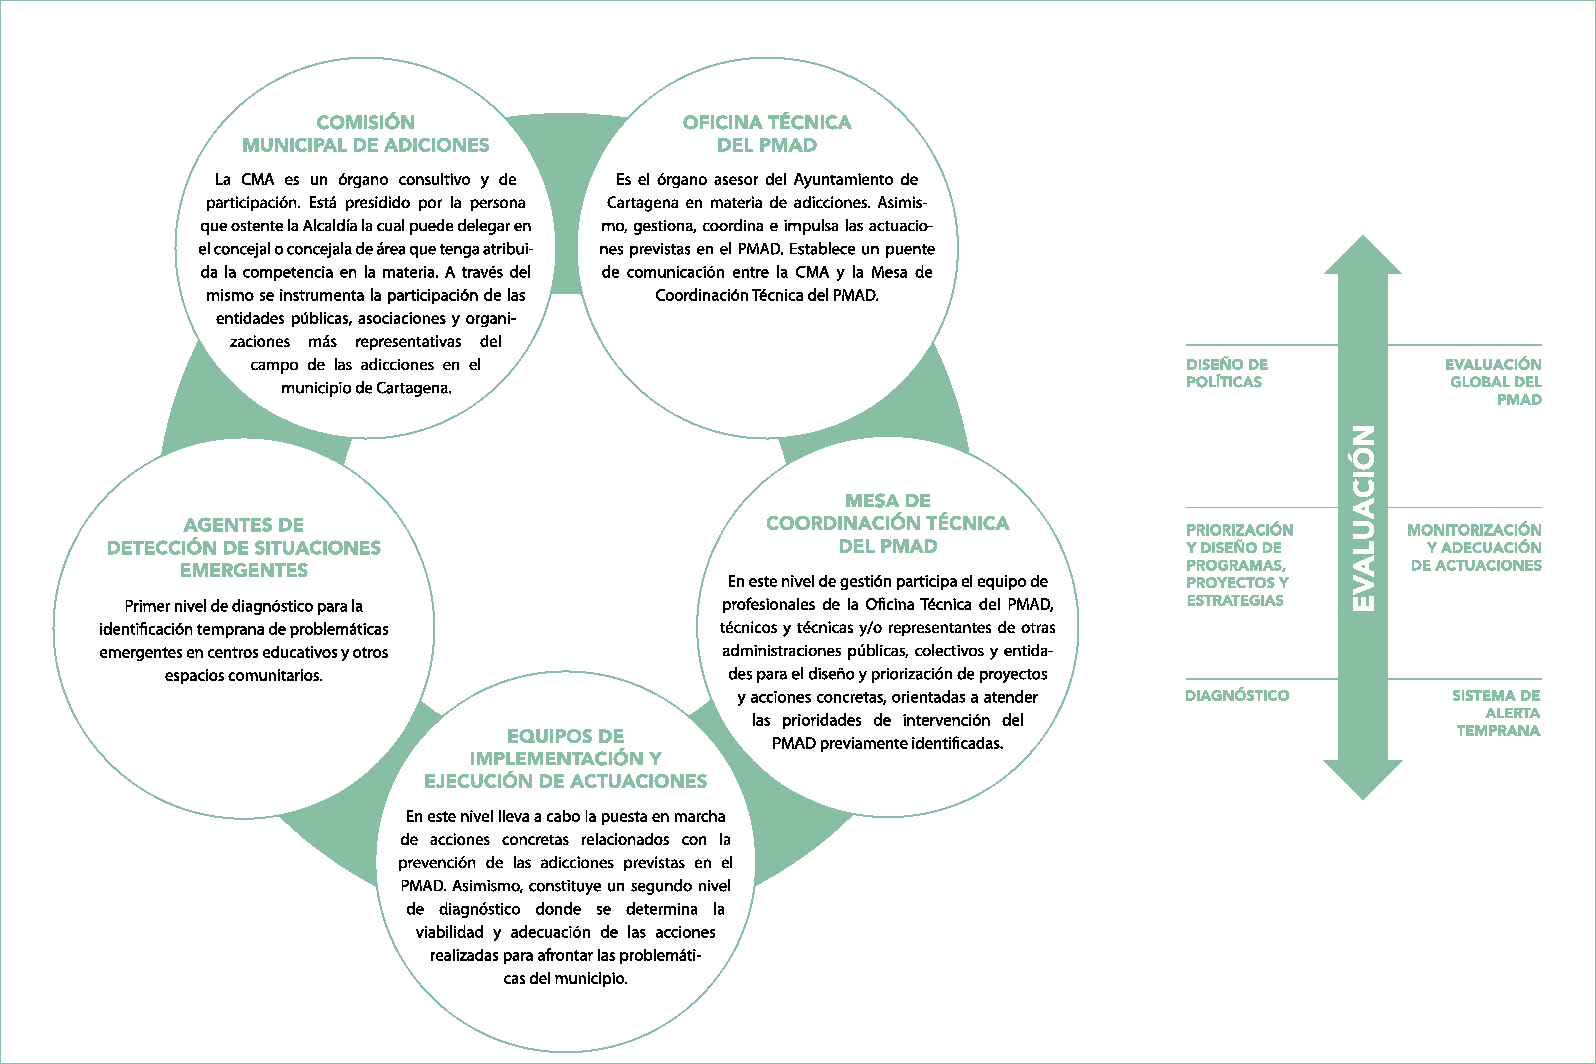 COMISIÓN
MUNICIPAL DE ADICIONES
La CMA es un órgano consultivo y de
participación. Está presidido por la persona
que ostente la Alcaldía la cual puede delegar en
el concejal o concejala de área que tenga atribui-
da la competencia en la materia. A través del
mismo se instrumenta la participación de las
entidades públicas, asociaciones y organi-
zaciones más representativas del
campo de las adicciones en el
municipio de Cartagena.
OFICINA TÉCNICA
DEL PMAD
Es el órgano asesor del Ayuntamiento de
Cartagena en materia de adicciones. Asimis-
mo, gestiona, coordina e impulsa las actuacio-
nes previstas en el PMAD. Establece un puente
de comunicación entre la CMA y la Mesa de
Coordinación Técnica del PMAD.
AGENTES DE
DETECCIÓN DE SITUACIONES
EMERGENTES
Primer nivel de diagnóstico para la
identificación temprana de problemáticas
emergentes en centros educativos y otros
espacios comunitarios.
MESA DE
COORDINACIÓN TÉCNICA
DEL PMAD
En este nivel de gestión participa el equipo de
profesionales de la Oficina Técnica del PMAD,
técnicos y técnicas y/o representantes de otras
administraciones públicas, colectivos y entida-
des para el diseño y priorización de proyectos
y acciones concretas, orientadas a atender
las prioridades de intervención del
PMAD previamente identificadas.
EQUIPOS DE
IMPLEMENTACIÓN Y
EJECUCIÓN DE ACTUACIONES
En este nivel lleva a cabo la puesta en marcha
de acciones concretas relacionados con la
prevención de las adicciones previstas en el
PMAD. Asimismo, constituye un segundo nivel
de diagnóstico donde se determina la
viabilidad y adecuación de las acciones
realizadas para afrontar las problemáti-
cas del municipio.
EVALUACIÓN
DISEÑO DE
POLÍTICAS
EVALUACIÓN
GLOBAL DEL
PMAD
PRIORIZACIÓN
Y DISEÑO DE
PROGRAMAS,
PROYECTOS Y
ESTRATEGIAS
MONITORIZACIÓN
Y ADECUACIÓN
DE ACTUACIONES
DIAGNÓSTICO
SISTEMA DE
ALERTA
TEMPRANA